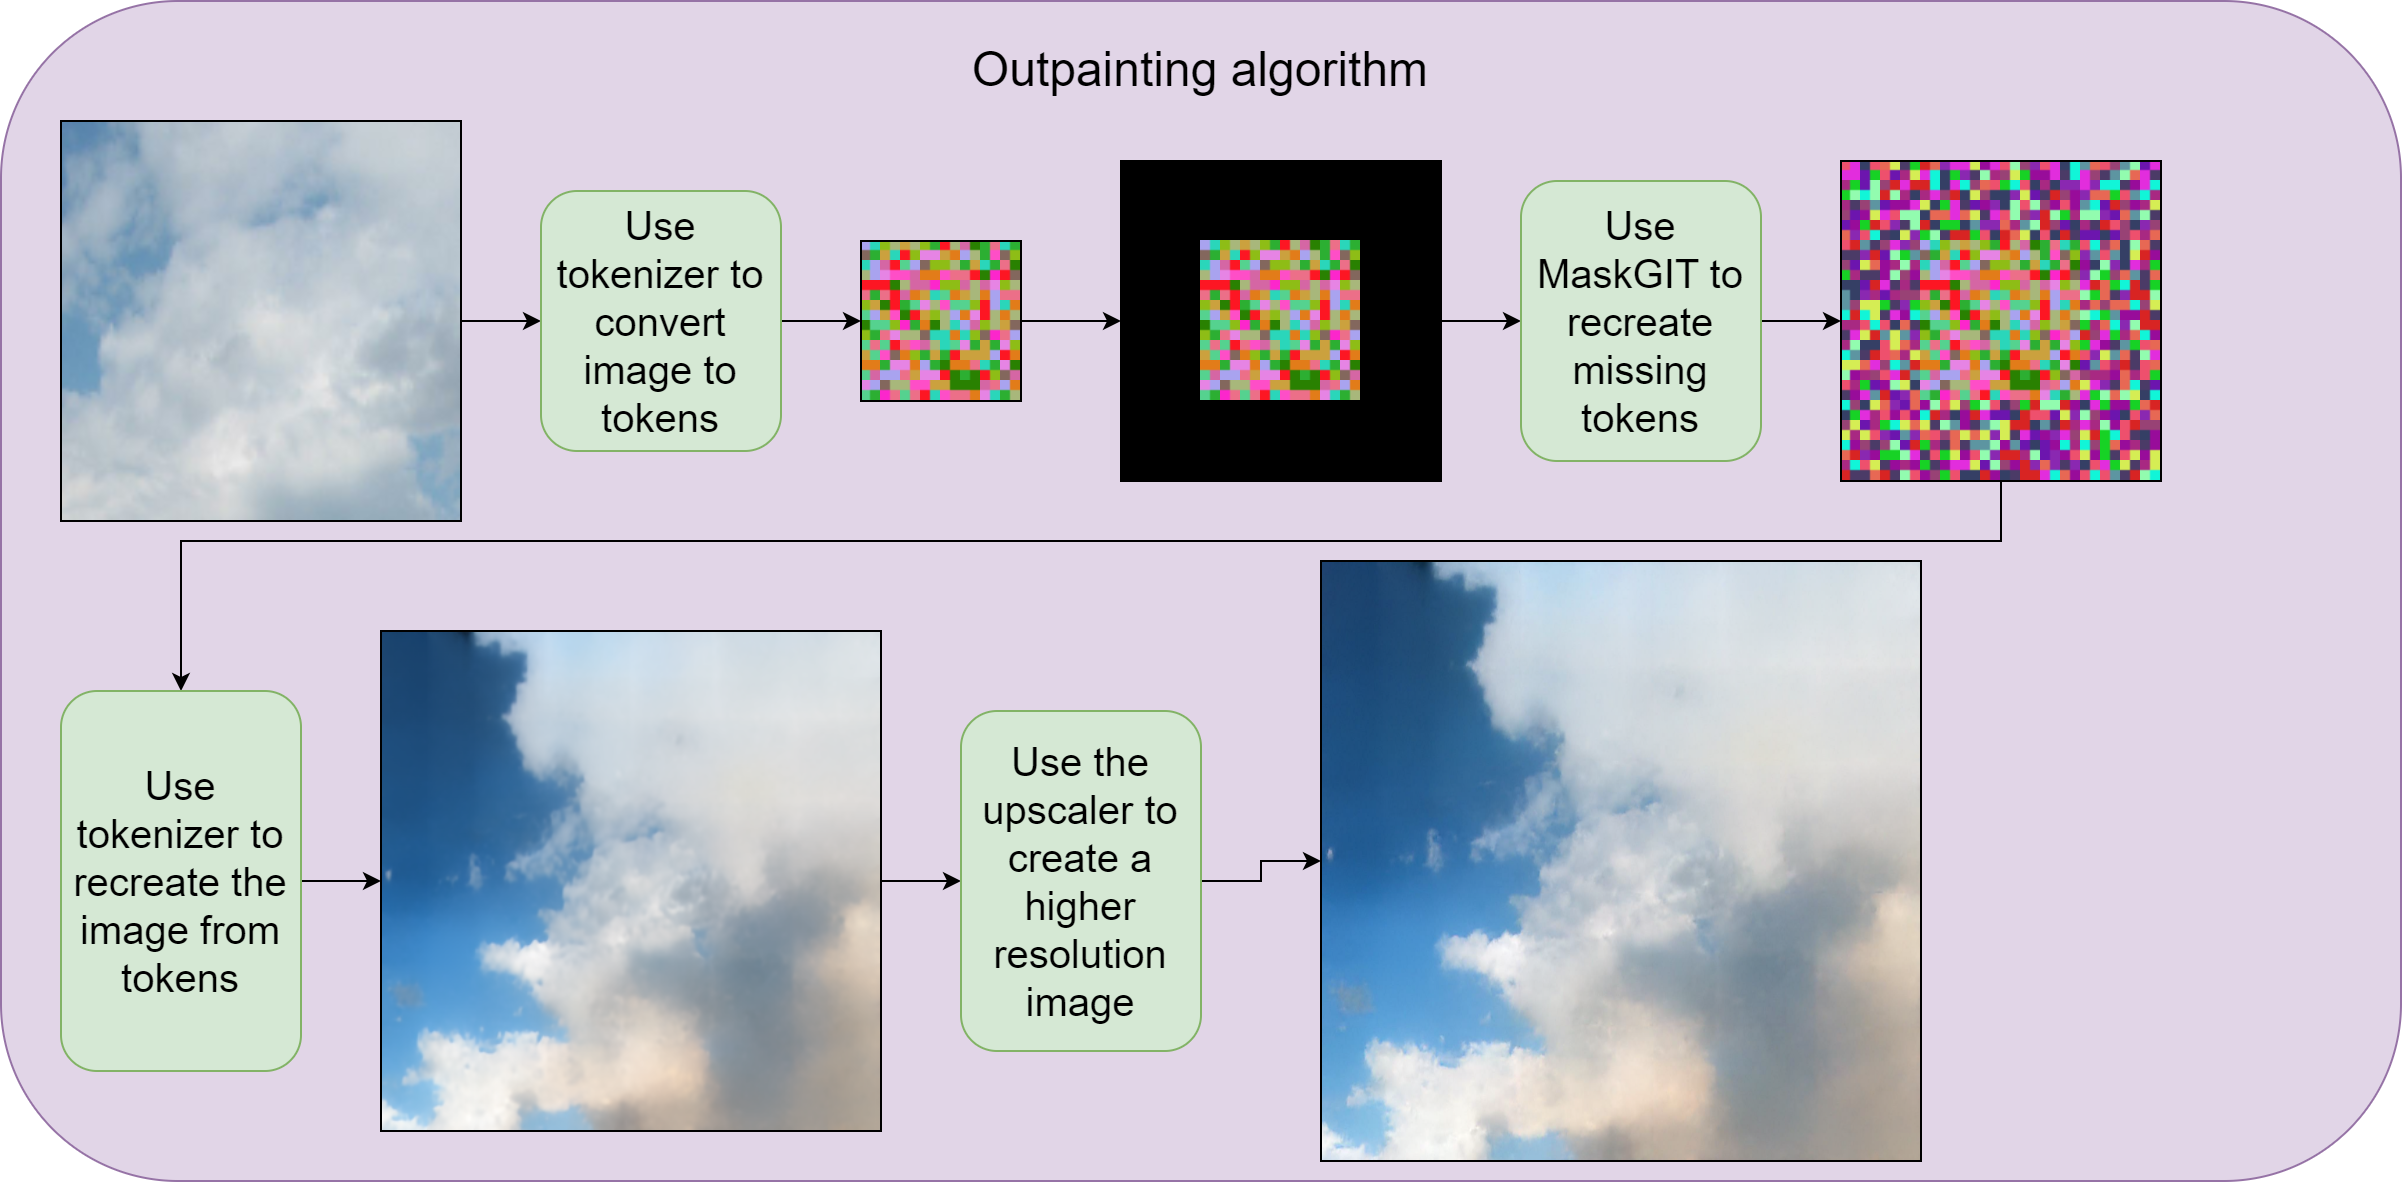 Outpainting algorithm
Use
tokenizer to
convert
image to
tokens
Use
MaskGIT to
recreate
missing
tokens
Use
tokenizer to
recreate the
image from
tokens
Use the
upscaler to
create a
higher
resolution
image